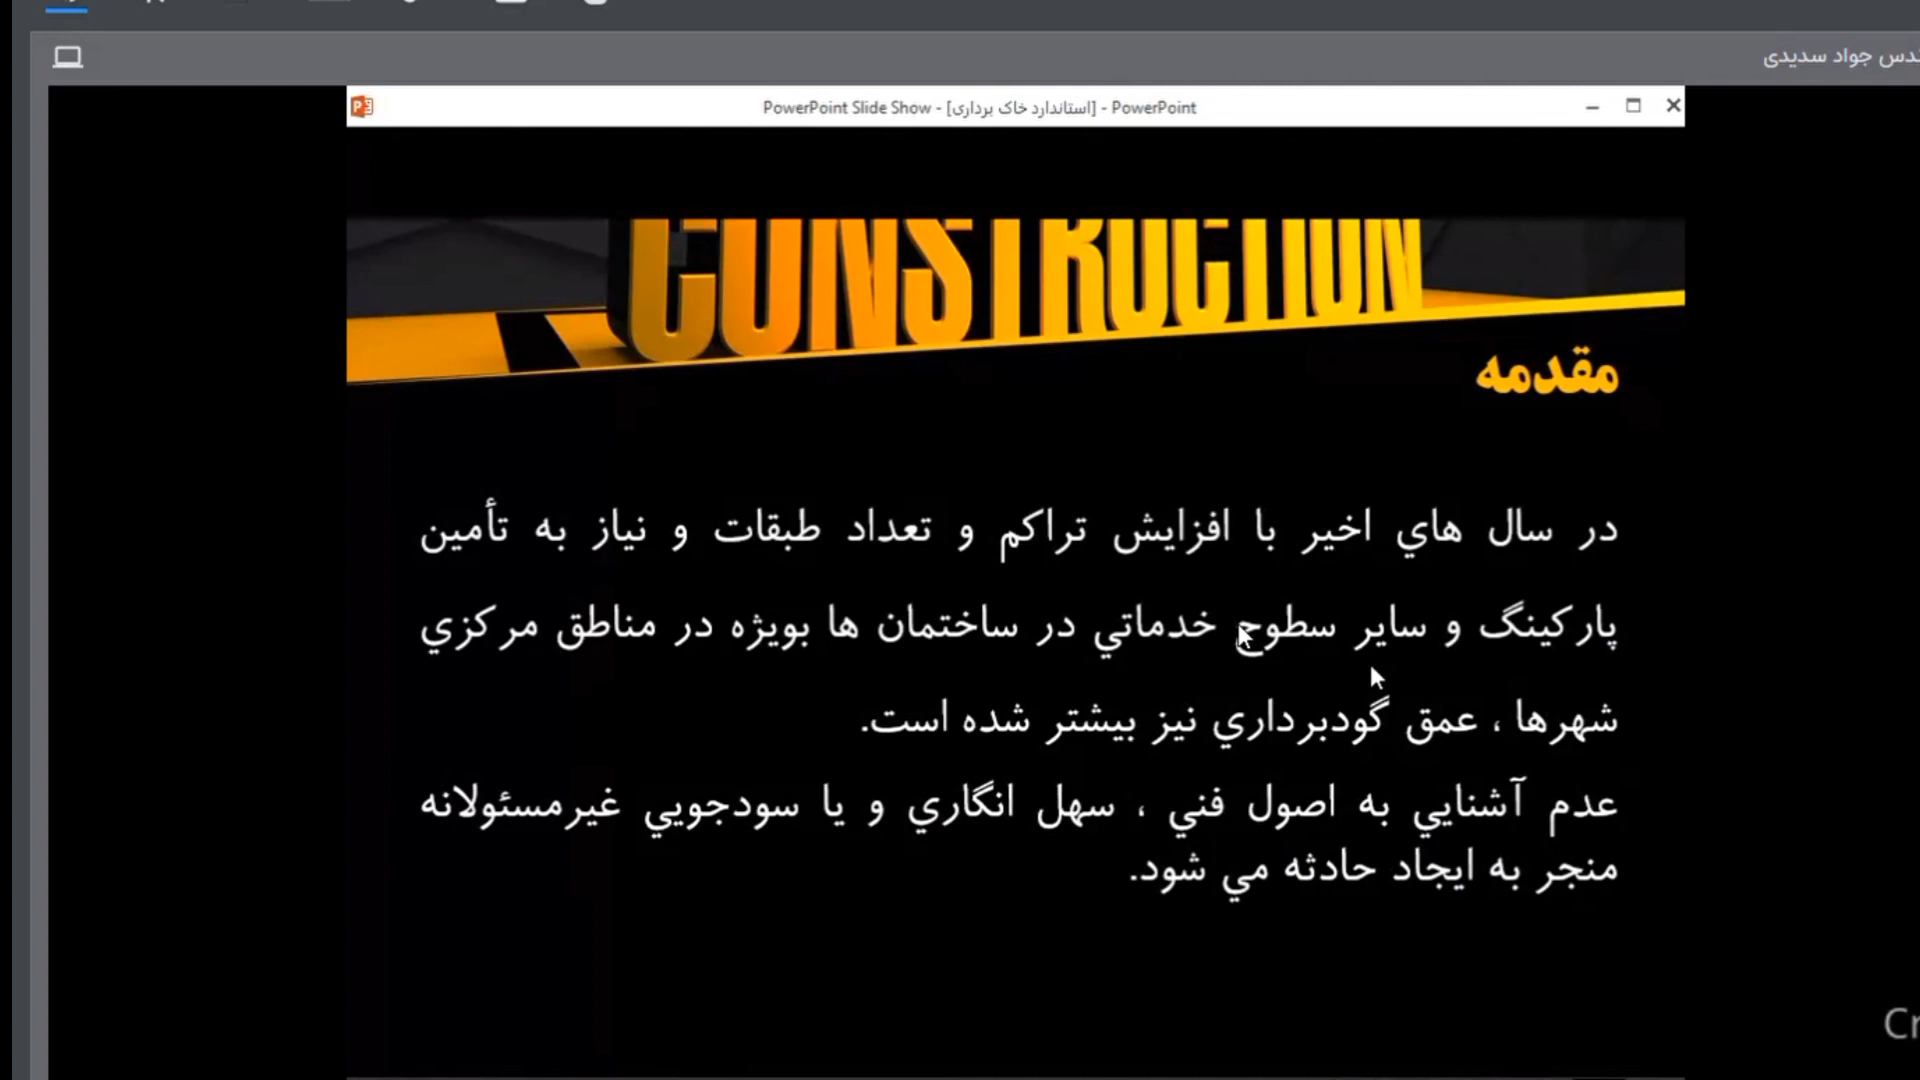 جواد سدیدی
PowerPoint Slide Show - [استاندارد خاک برداری] - PowerPoint
CONSTRUCTION
مقدمه
در سال هاي اخير با افزايش تراكم و تعداد طبقات و نياز به تأمين
پاركينگ و ساير سطوح خدماتي در ساختمان ها بويژه در مناطق مركزي
شهرها ، عمق گودبرداري نيز بيشتر شده است.
عدم آشنايي به اصول فني ، سهل انگاري و يا سودجويي غيرمسئولانه
منجر به ايجاد حادثه مي شود.